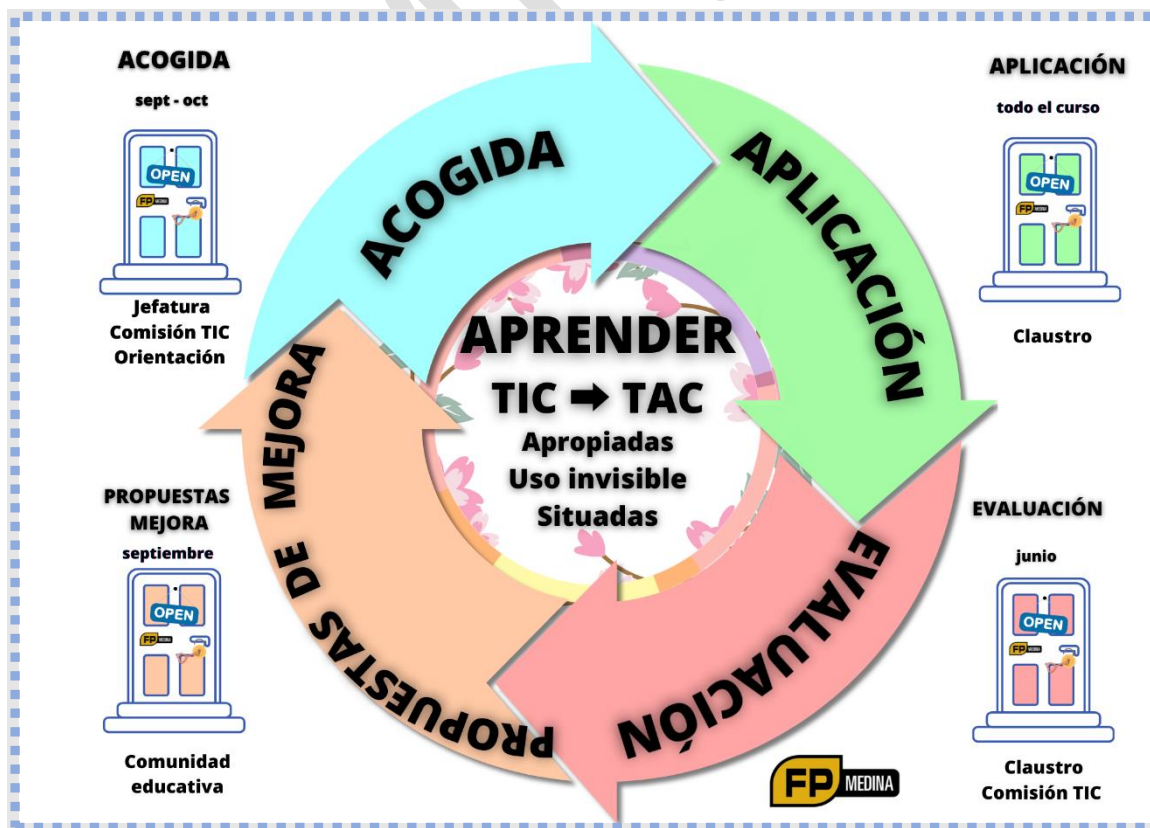 ACOGIDA
sept - oct
OPEN
FP MEDINA
Jefatura
Comisión TIC
Orientación
ACOGIDA
APLICACIÓN
APLICACIÓN
todo el curso
OPEN
FP MEDINA
Claustro
APRENDER
TIC ➡ TAC
Apropiadas
Uso invisible
Situadas
PROPUESTAS
MEJORA
septiembre
OPEN
FP MEDINA
Comunidad
educativa
PROPUESTAS DE MEJORA
EVALUACIÓN
EVALUACIÓN
junio
OPEN
FP MEDINA
Claustro
Comisión TIC
FP MEDINA